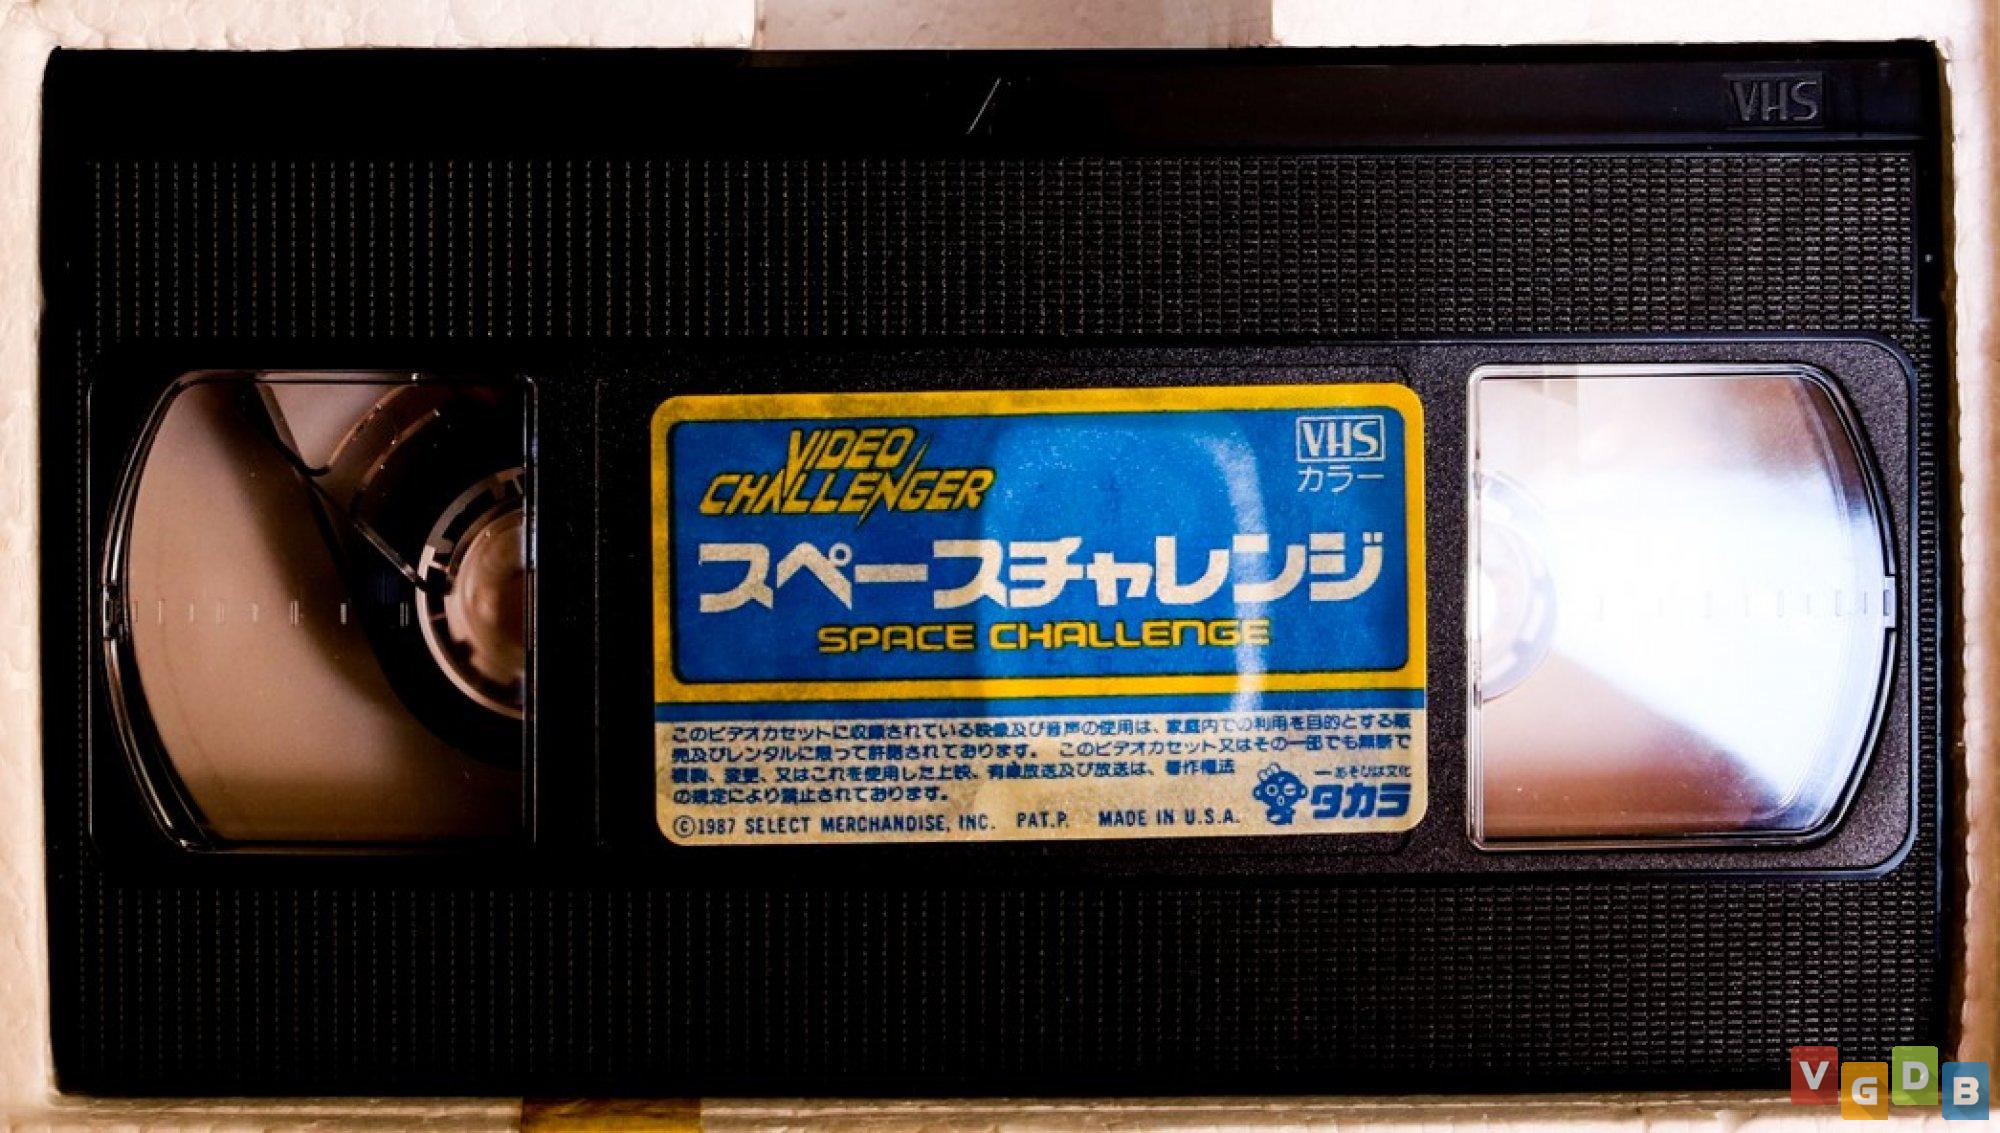 VHS
VIDEO
CHALLENGER
VHS
カラー
スペースチャレンジ
SPACE CHALLENGE
このビデオカセットに収録されている映像及び音声の使用は、家庭内での利用を目的とする販
売及びレンタルに限って許諾されております。 このビデオカセット又はその一部でも無断で
複製、変更、又はこれを使用した上映、有線放送及び放送は、著作権法
の規定により禁止されております。
©1987 SELECT MERCHANDISE, INC. PAT.P. MADE IN U.S.A.
ーあそびは文化
タカラ
VGDB